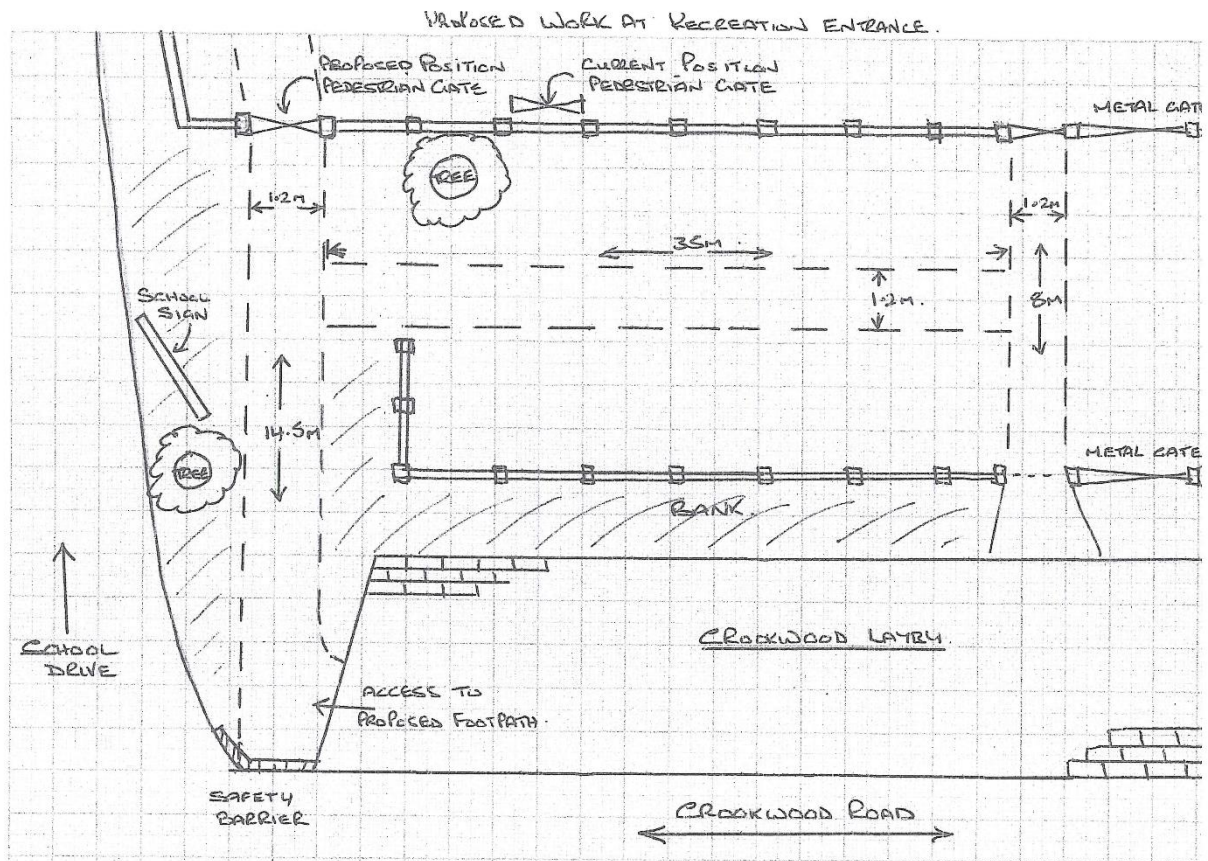 PROPOSED WORK AT RECREATION ENTRANCE.
PROPOSED POSITION
PEDESTRIAN GATE
CURRENT POSITION
PEDESTRIAN GATE
METAL GATE
TREE
1.2M
1.2M
35M
1.2M.
8M
SCHOOL
SIGN
14.5M
TREE
METAL GATE
BANK.
SCHOOL
DRIVE
CROOKWOOD LAYBY.
ACCESS TO
PROPOSED FOOTPATH.
SAFETY
BARRIER
CROOKWOOD ROAD